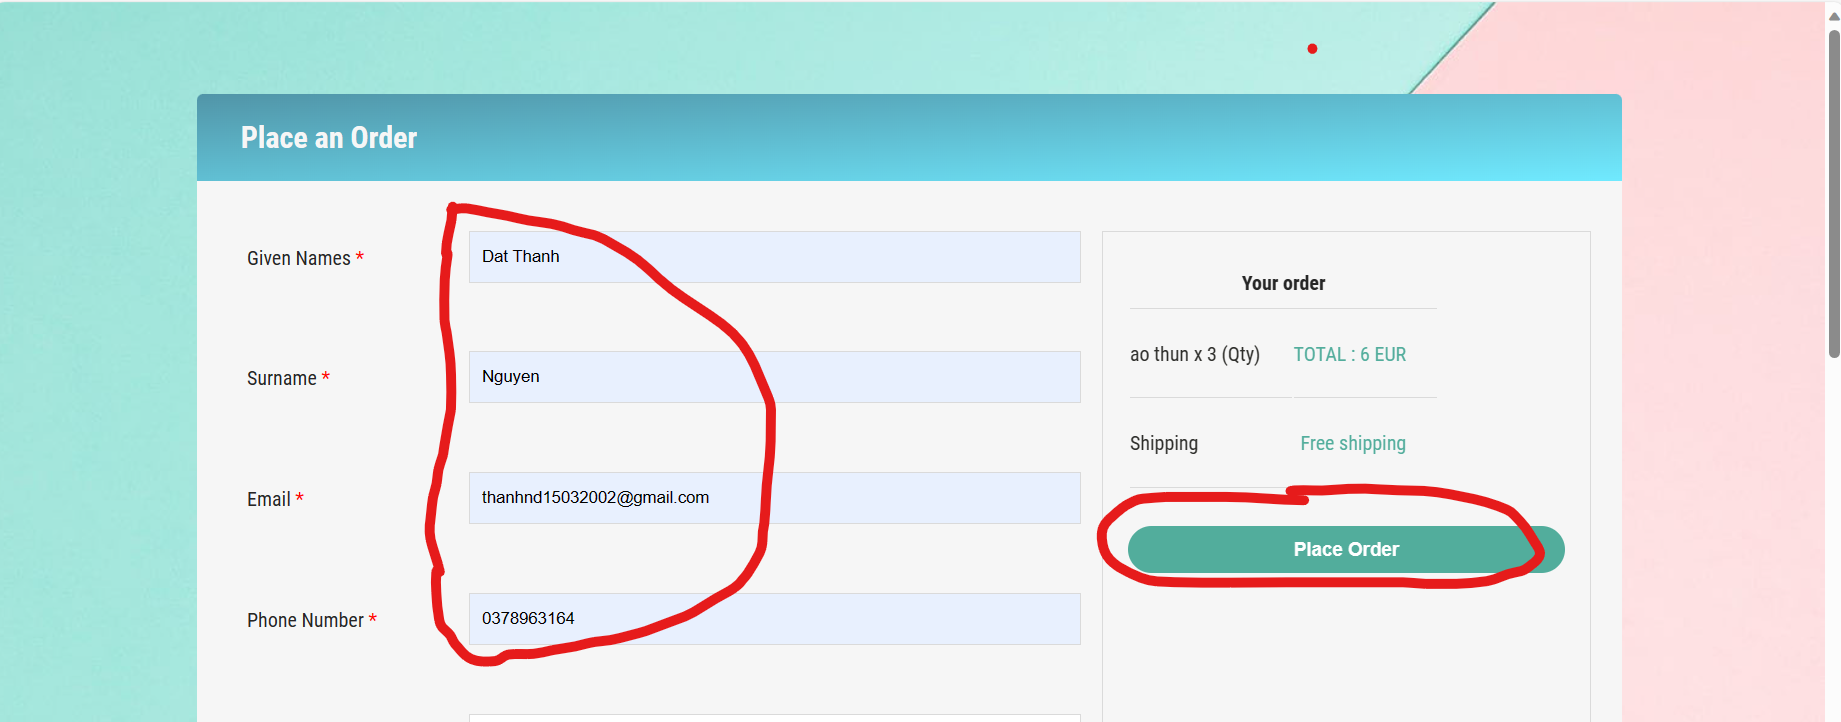 Place an Order
Given Names *
Dat Thanh
Surname *
Nguyen
Email *
thanhnd15032002@gmail.com
Phone Number *
0378963164
Your order
ao thun x 3 (Qty) TOTAL : 6 EUR
Shipping Free shipping
Place Order